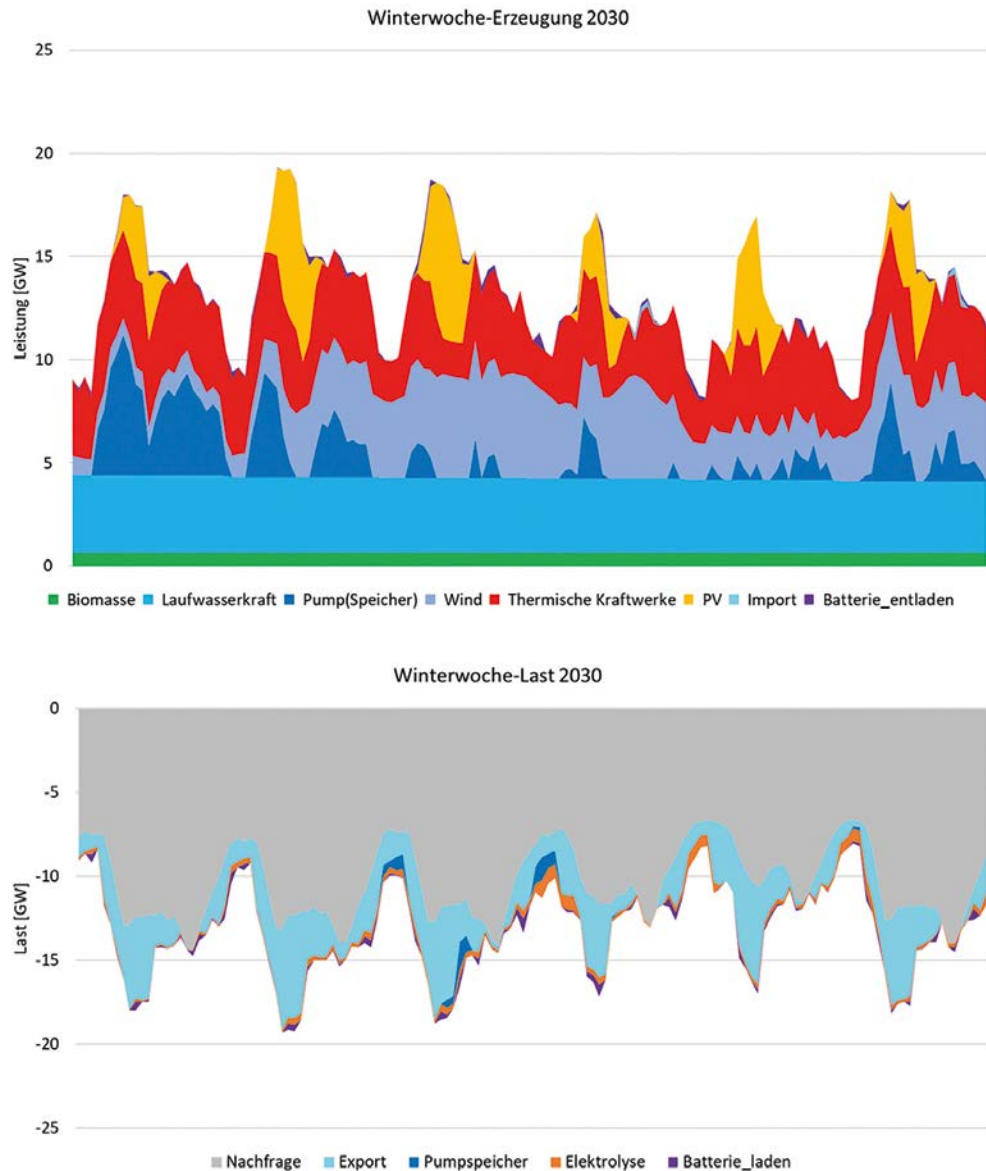 Winterwoche-Erzeugung 2030
25
20
15
10
5
0
Leistung [GW]
Biomasse Laufwasserkraft Pump(Speicher) Wind Thermische Kraftwerke PV Import Batterie_entladen
Winterwoche-Last 2030
0
-5
-10
-15
-20
-25
Last [GW]
Nachfrage Export Pumpspeicher Elektrolyse Batterie_laden